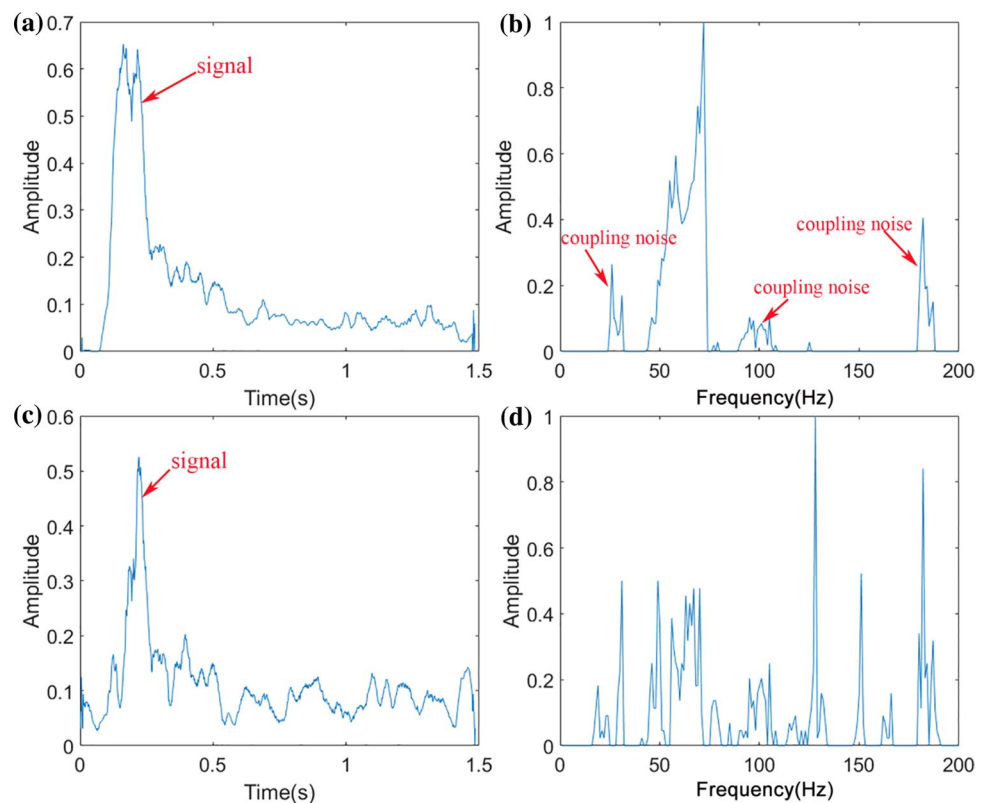 (a)
0.7
0.6
0.5
0.4
0.3
0.2
0.1
0
Amplitude
signal
0
0.5
1
1.5
Time(s)
(b)
1
0.8
0.6
0.4
0.2
0
Amplitude
coupling noise
coupling noise
coupling noise
0
50
100
150
200
Frequency(Hz)
(c)
0.6
0.5
0.4
0.3
0.2
0.1
0
Amplitude
signal
0
0.5
1
1.5
Time(s)
(d)
1
0.8
0.6
0.4
0.2
0
Amplitude
0
50
100
150
200
Frequency(Hz)